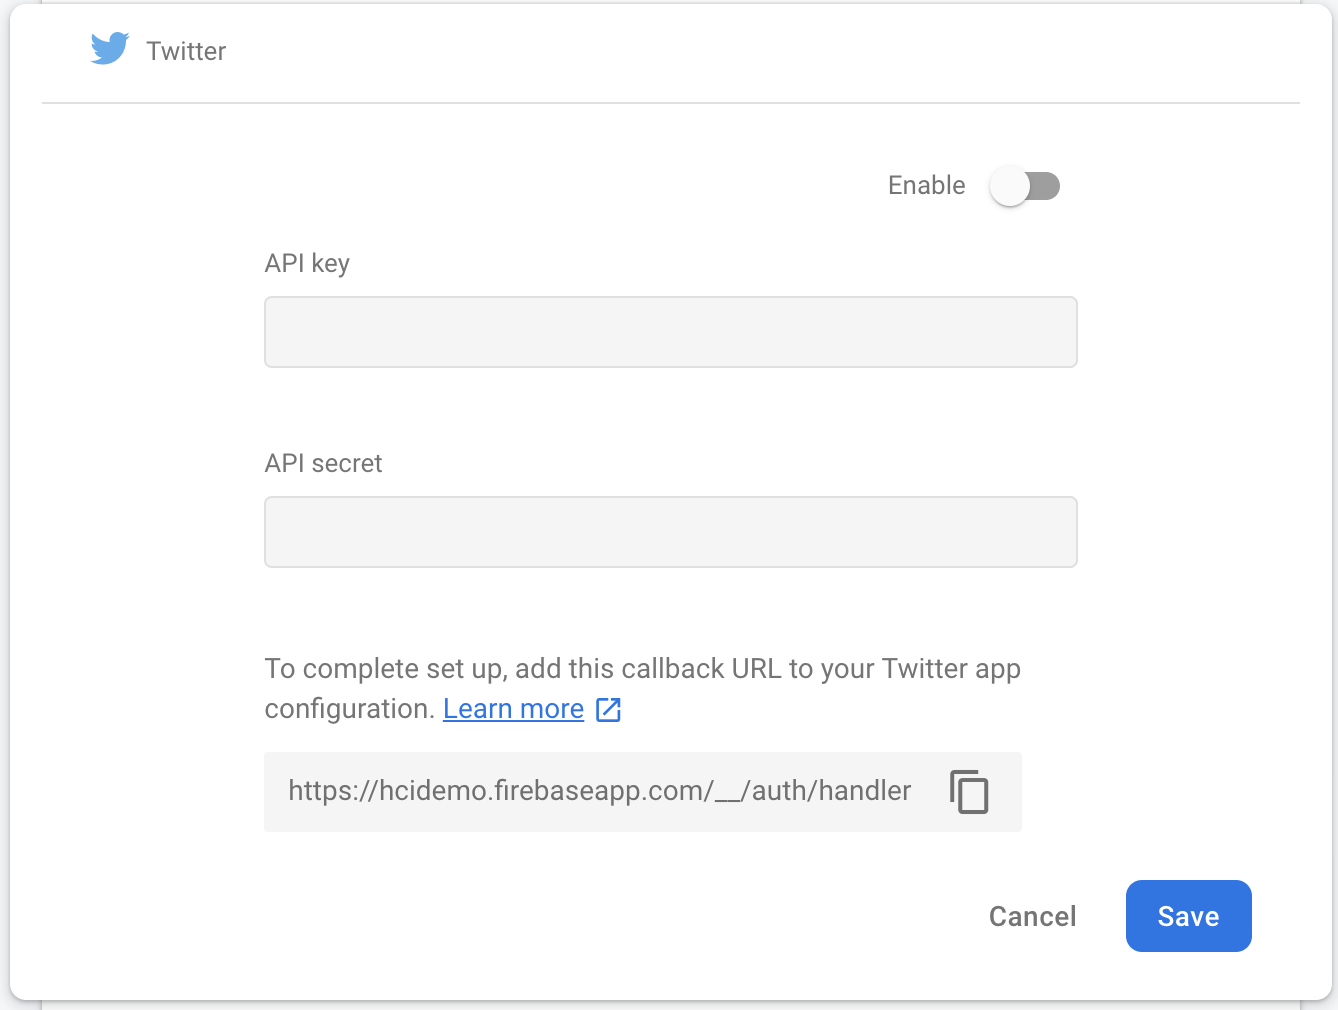 Twitter
Enable
API key
API secret
To complete set up, add this callback URL to your Twitter app
configuration. Learn more
https://hcidemo.firebaseapp.com/__/auth/handler
Cancel
Save